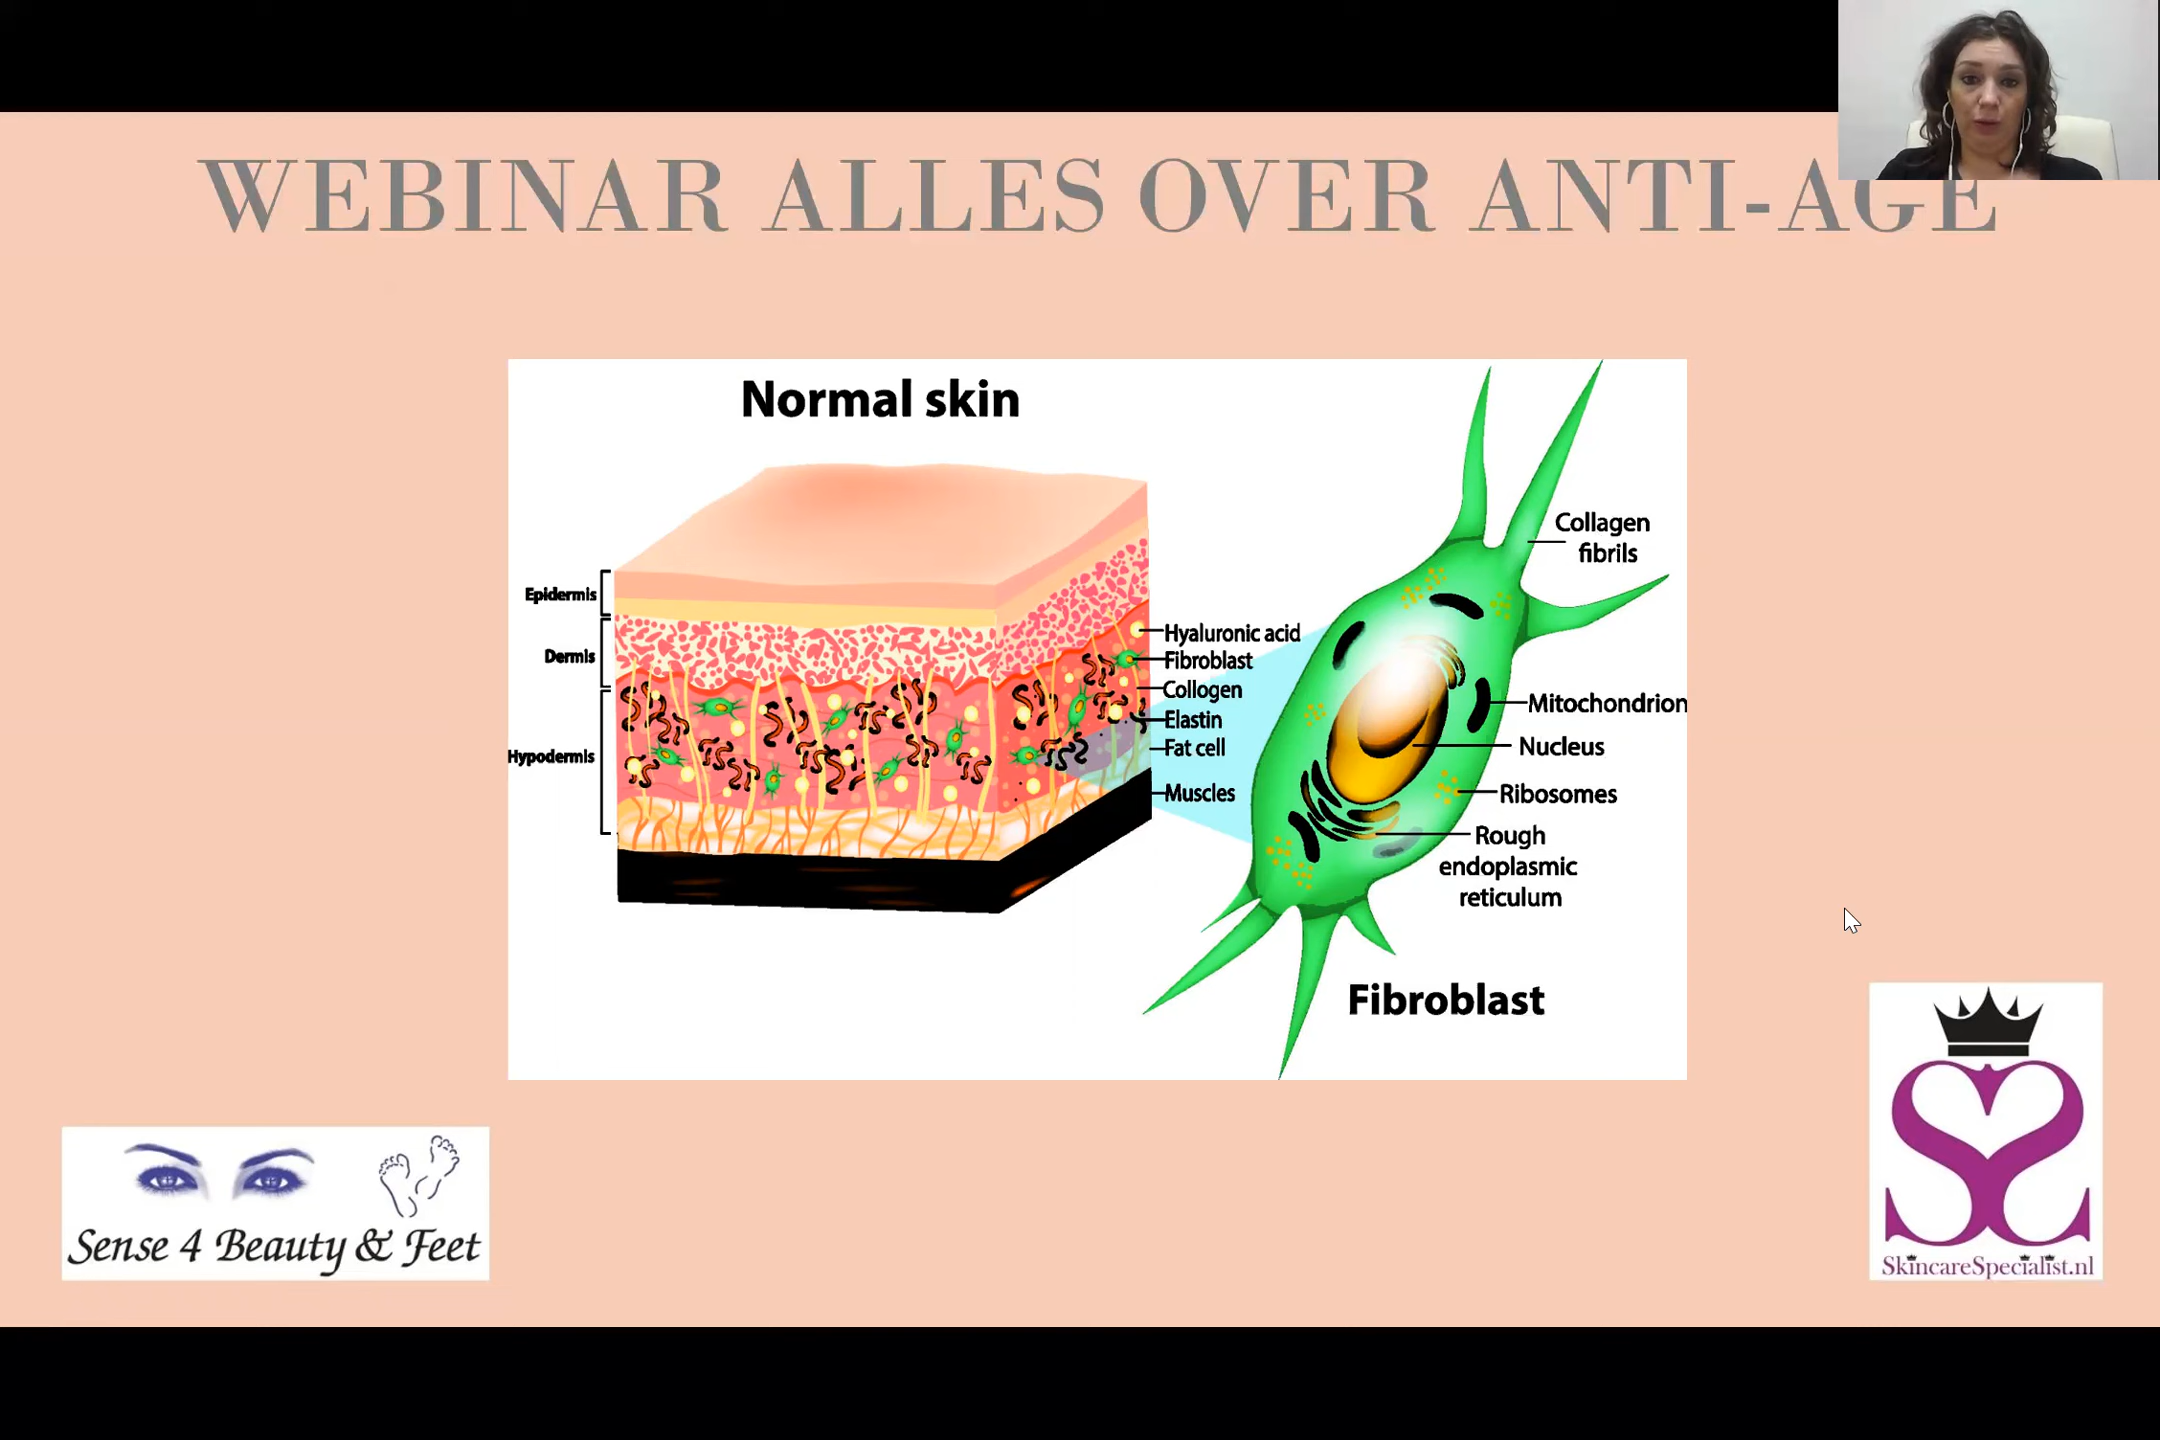 WEBINAR ALLES OVER ANTI-AGE
Normal skin
Epidermis
Dermis
Hypodermis
Hyaluronic acid
Fibroblast
Collogen
Elastin
Fat cell
Muscles
Collagen
fibrils
Mitochondrion
Nucleus
Ribosomes
Rough
endoplasmic
reticulum
Fibroblast
Sense 4 Beauty & Feet
SkincareSpecialist.nl